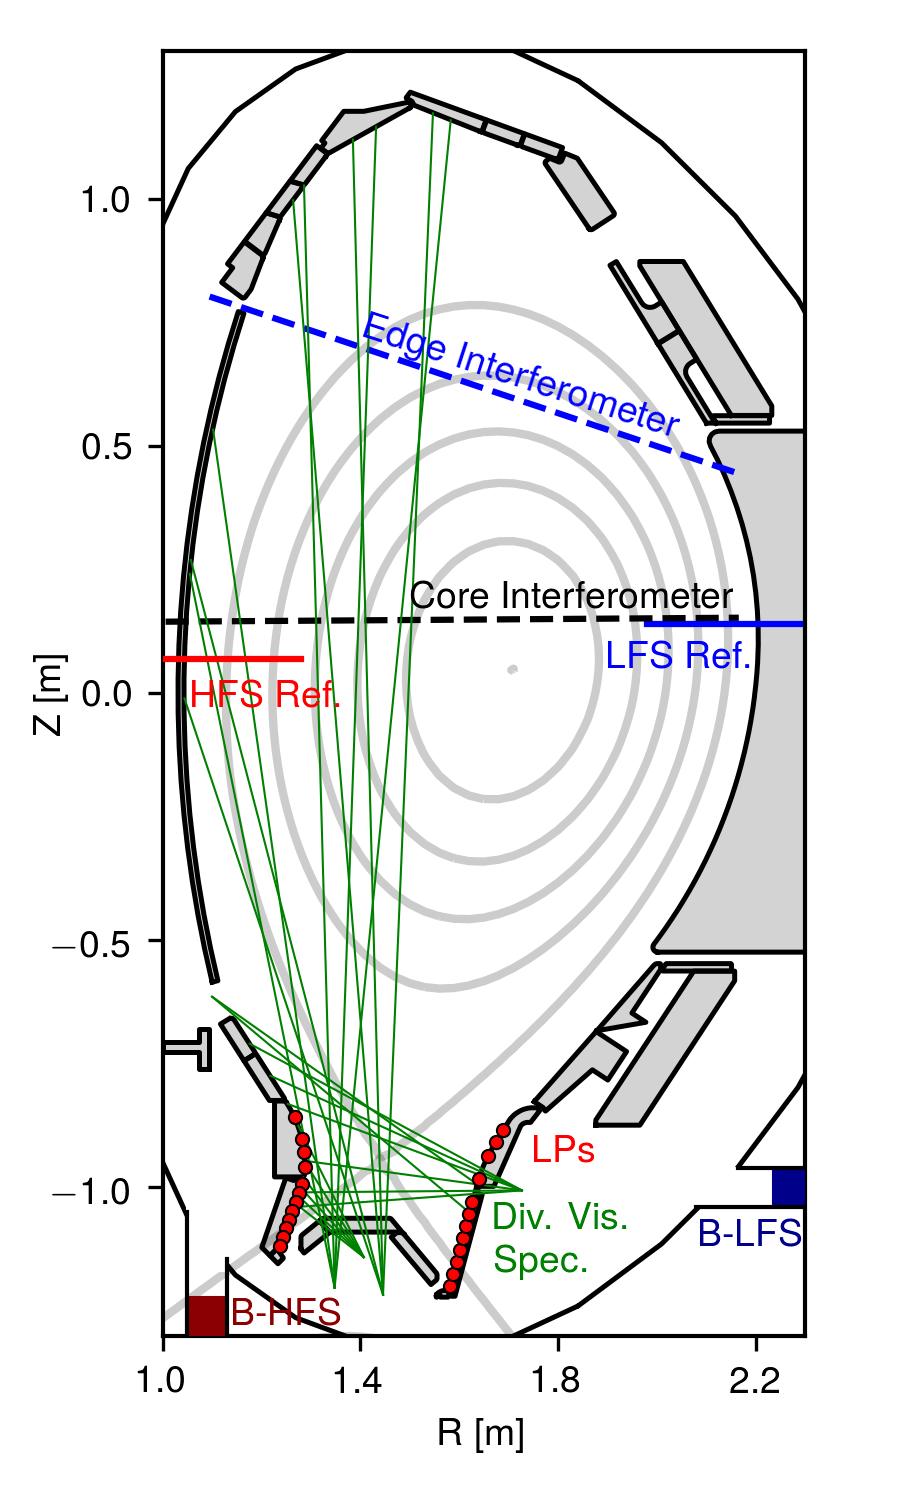 1.0
Edge Interferometer
0.5
Core Interferometer
LFS Ref.
HFS Ref.
0.0
Z [m]
−0.5
LPs
−1.0
Div. Vis.
Spec.
B-LFS
B-HFS
1.0 1.4 1.8 2.2
R [m]